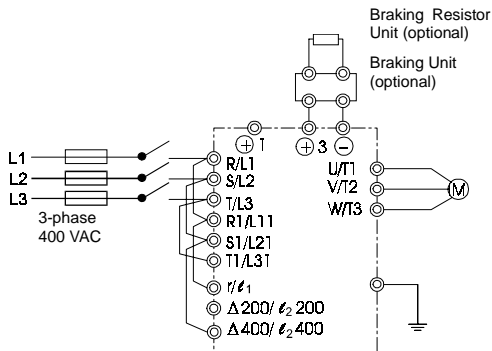 Braking Resistor
Unit (optional)
Braking Unit
(optional)
⊕1
⊕3
⊖
L1
L2
L3
3-phase
400 VAC
R/L1
S/L2
T/L3
R1/L11
S1/L21
T1/L31
r/ℓ1
Δ200/ℓ2 200
Δ400/ℓ2 400
U/T1
V/T2
W/T3
M